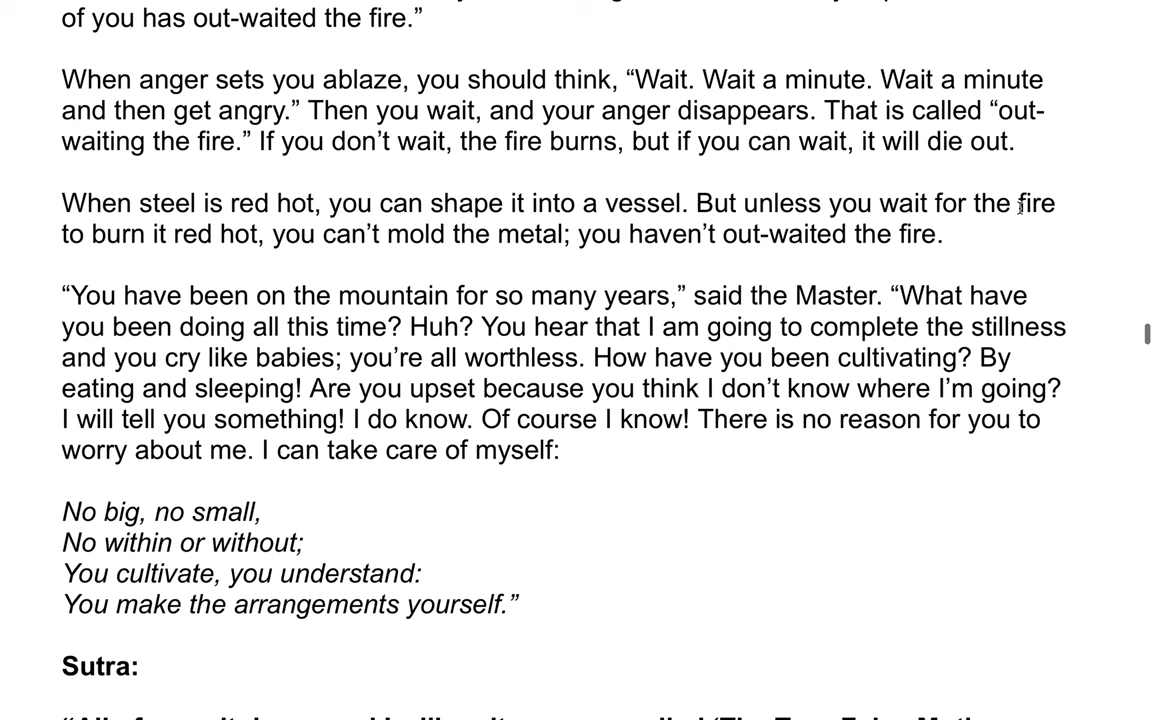 of you has out-waited the fire.”
When anger sets you ablaze, you should think, “Wait. Wait a minute. Wait a minute
and then get angry.” Then you wait, and your anger disappears. That is called “out-
waiting the fire.” If you don’t wait, the fire burns, but if you can wait, it will die out.
When steel is red hot, you can shape it into a vessel. But unless you wait for the fire
to burn it red hot, you can’t mold the metal; you haven’t out-waited the fire.
“You have been on the mountain for so many years,” said the Master. “What have
you been doing all this time? Huh? You hear that I am going to complete the stillness
and you cry like babies; you’re all worthless. How have you been cultivating? By
eating and sleeping! Are you upset because you think I don’t know where I’m going?
I will tell you something! I do know. Of course I know! There is no reason for you to
worry about me. I can take care of myself:
No big, no small,
No within or without;
You cultivate, you understand:
You make the arrangements yourself.”
Sutra: